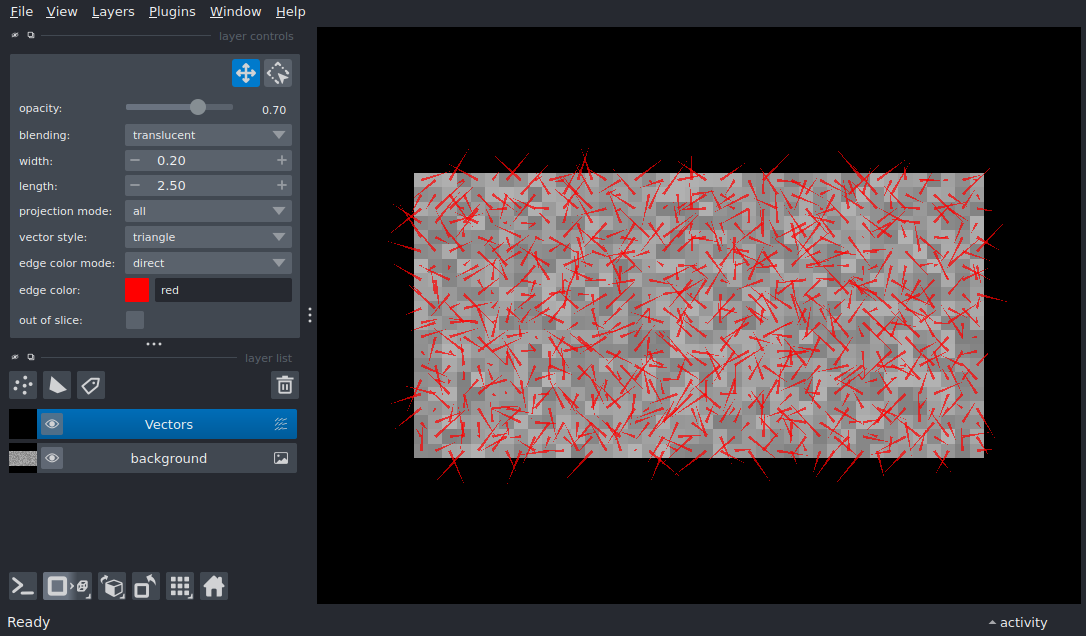 File View Layers Plugins Window Help
layer controls
opacity: 0.70
blending: translucent
width: − 0.20 +
length: − 2.50 +
projection mode: all
vector style: triangle
edge color mode: direct
edge color: red
out of slice:
layer list
Vectors
background
Ready
activity